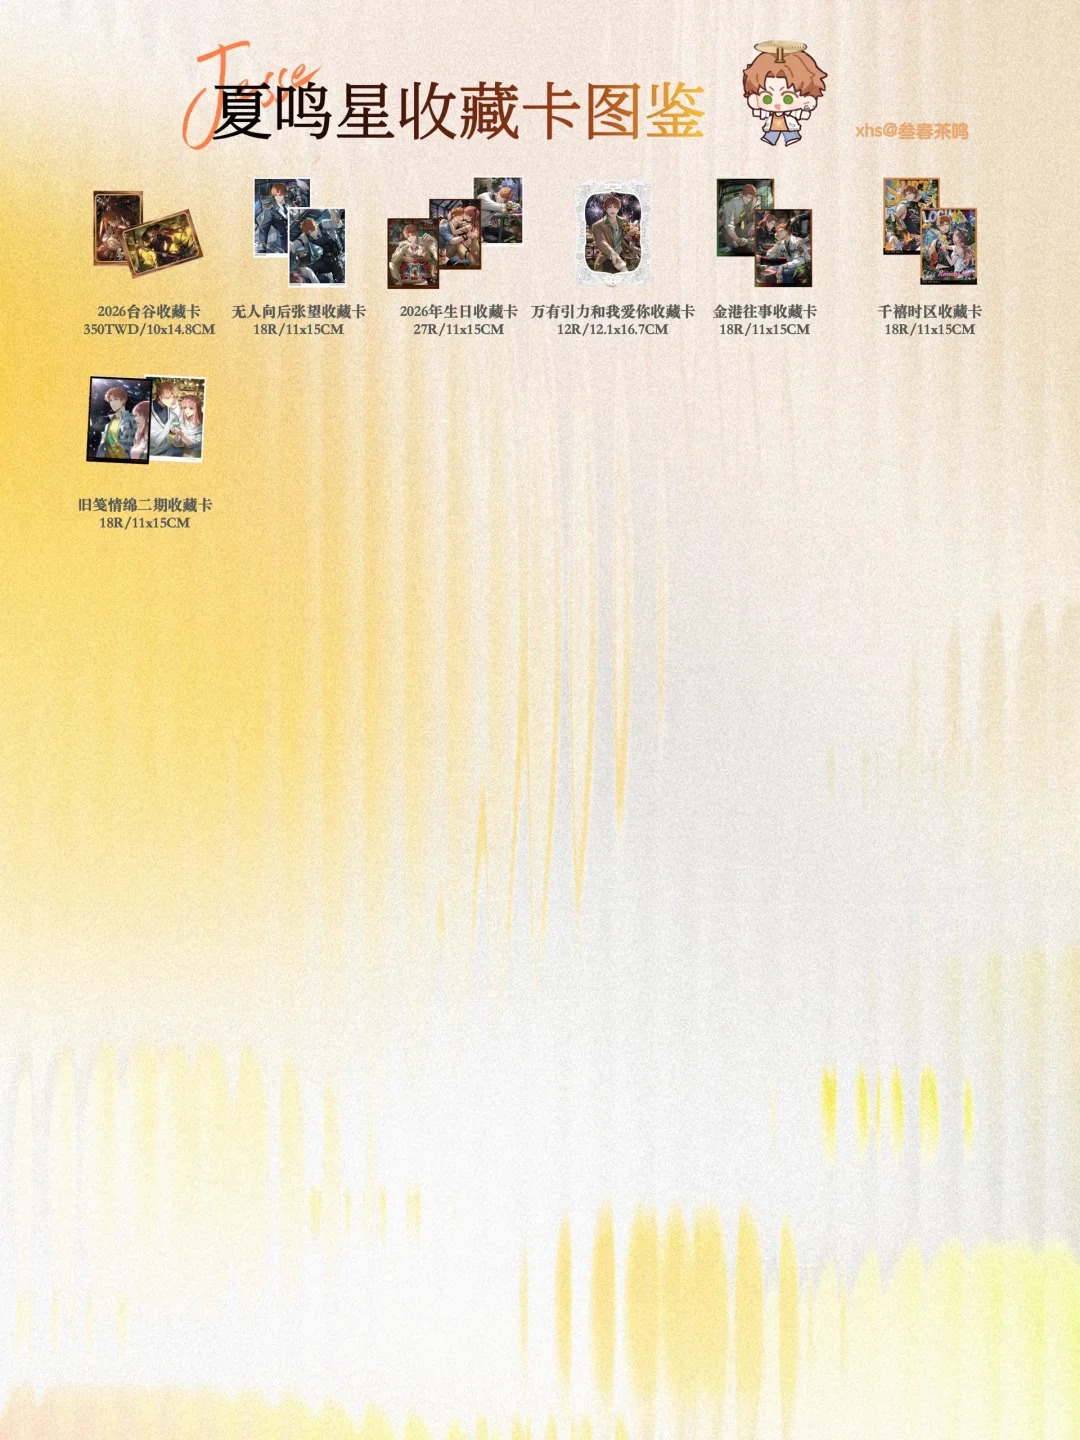 Jesse
夏鸣星收藏卡图鉴
xhs@叁春茶鸣
2026台谷收藏卡
350TWD/10x14.8CM
无人向后张望收藏卡
18R/11x15CM
2026年生日收藏卡
27R/11x15CM
万有引力和我爱你收藏卡
12R/12.1x16.7CM
金港往事收藏卡
18R/11x15CM
千禧时区收藏卡
18R/11x15CM
旧笺情绵二期收藏卡
18R/11x15CM